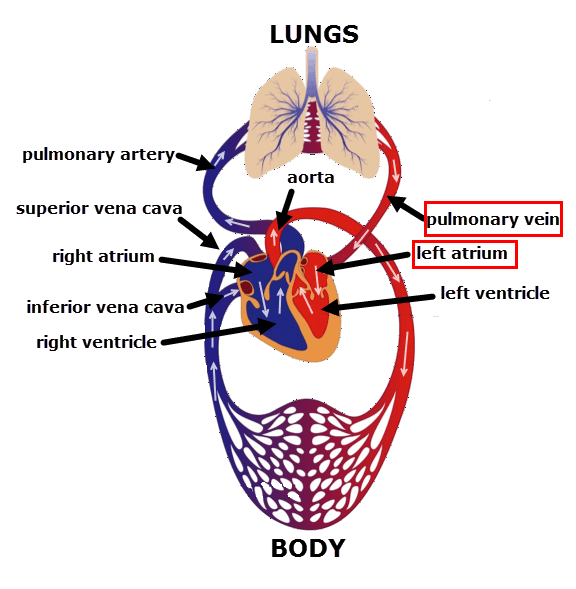 LUNGS
pulmonary artery
aorta
superior vena cava
pulmonary vein
right atrium
left atrium
inferior vena cava
left ventricle
right ventricle
BODY